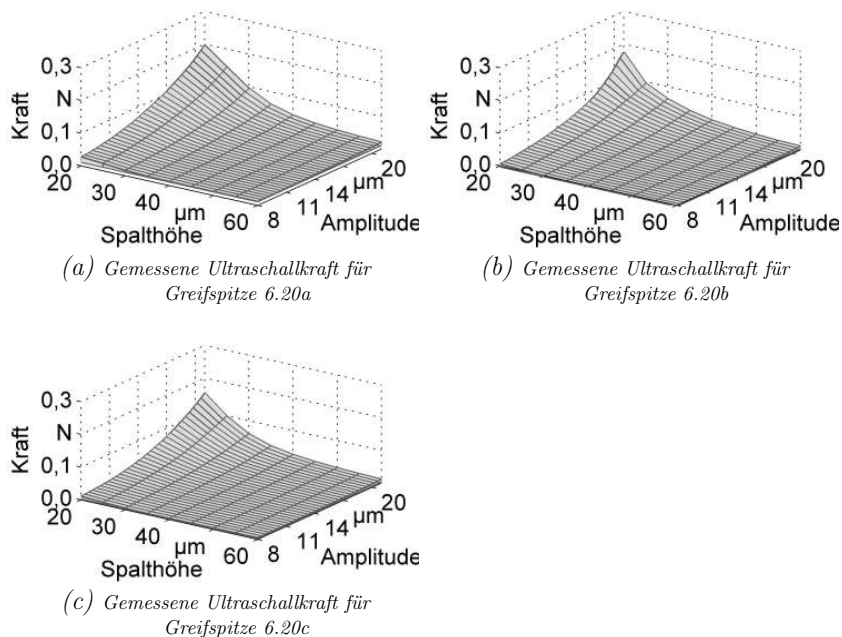 0,3
N
0,1
0,0
Kraft
20
30
40
µm
60
Spalthöhe
8
11
14
µm
20
Amplitude
(a) Gemessene Ultraschallkraft für
Greifspitze 6.20a
0,3
N
0,1
0,0
Kraft
20
30
40
µm
60
Spalthöhe
8
11
14
µm
20
Amplitude
(b) Gemessene Ultraschallkraft für
Greifspitze 6.20b
0,3
N
0,1
0,0
Kraft
20
30
40
µm
60
Spalthöhe
8
11
14
µm
20
Amplitude
(c) Gemessene Ultraschallkraft für
Greifspitze 6.20c